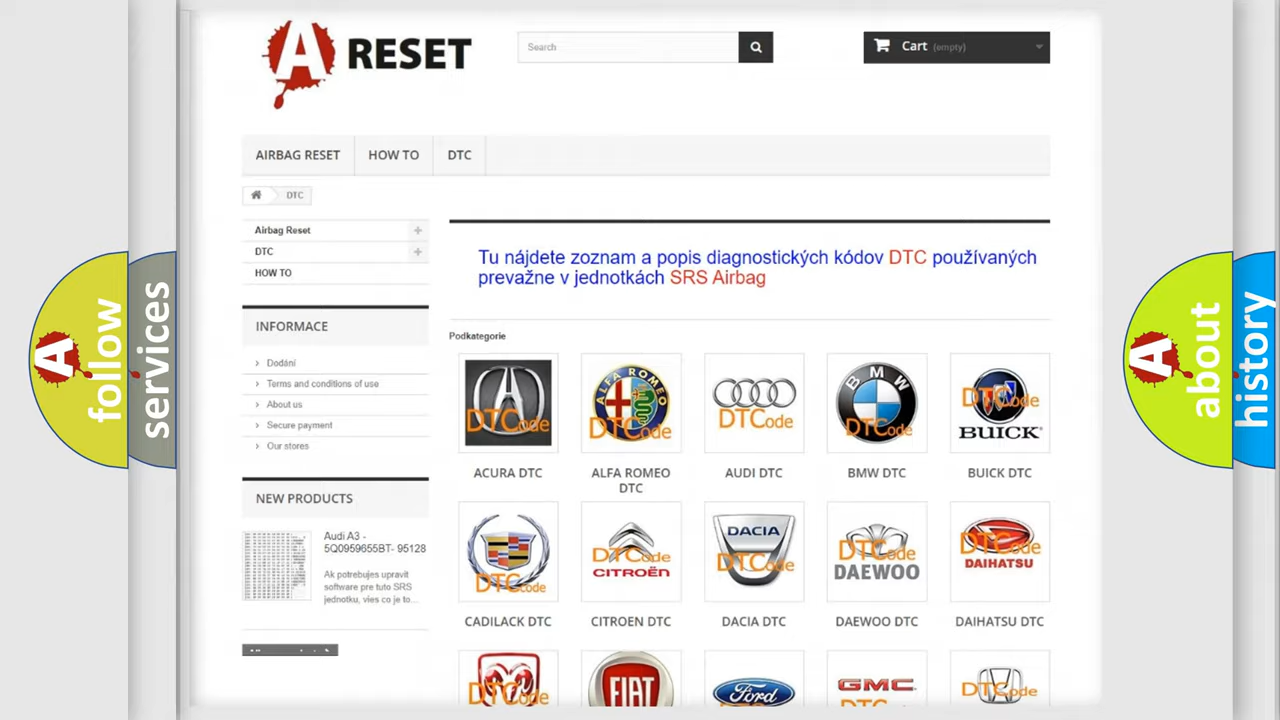 A RESET
Search
Cart (empty)
AIRBAG RESET
HOW TO
DTC
DTC
Airbag Reset
DTC
HOW TO
INFORMACE
Dodání
Terms and conditions of use
About us
Secure payment
Our stores
NEW PRODUCTS
Audi A3 -
5Q0959655BT- 95128
Ak potrebujes upravit
software pre tuto SRS
jednotku, vies co je to...
Tu nájdete zoznam a popis diagnostických kódov DTC používaných
prevažne v jednotkách SRS Airbag
Podkategorie
DTCode
ALFA ROMEO
DTCode
DTCode
BMW
DTCode
DTCode
BUICK
ACURA DTC
ALFA ROMEO
DTC
AUDI DTC
BMW DTC
BUICK DTC
DTCode
DTCode
CITROËN
DACIA
DTCode
DTCode
DAEWOO
DTCode
DAIHATSU
CADILACK DTC
CITROEN DTC
DACIA DTC
DAEWOO DTC
DAIHATSU DTC
DTCode
FIAT
Ford
GMC
DTCode
A follow
services
A about
history